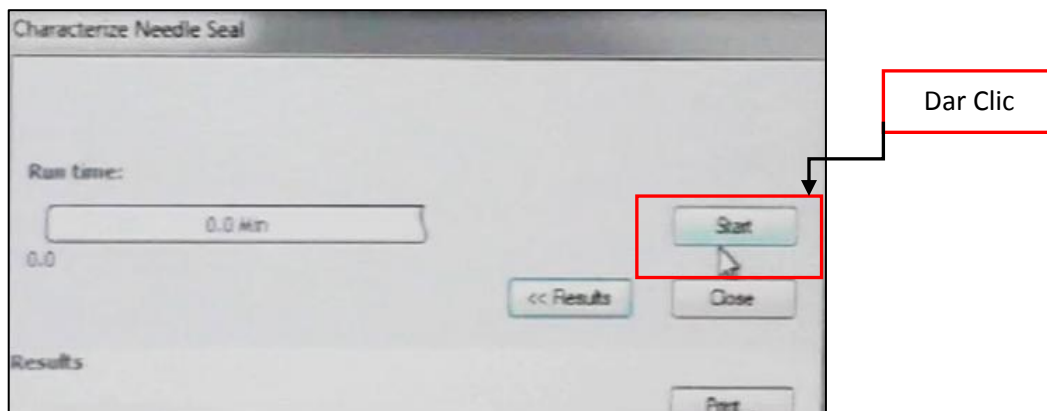 Characterize Needle Seal
Dar Clic
Run time:
0.0 Min
Start
0.0
<< Results
Close
Results
Print